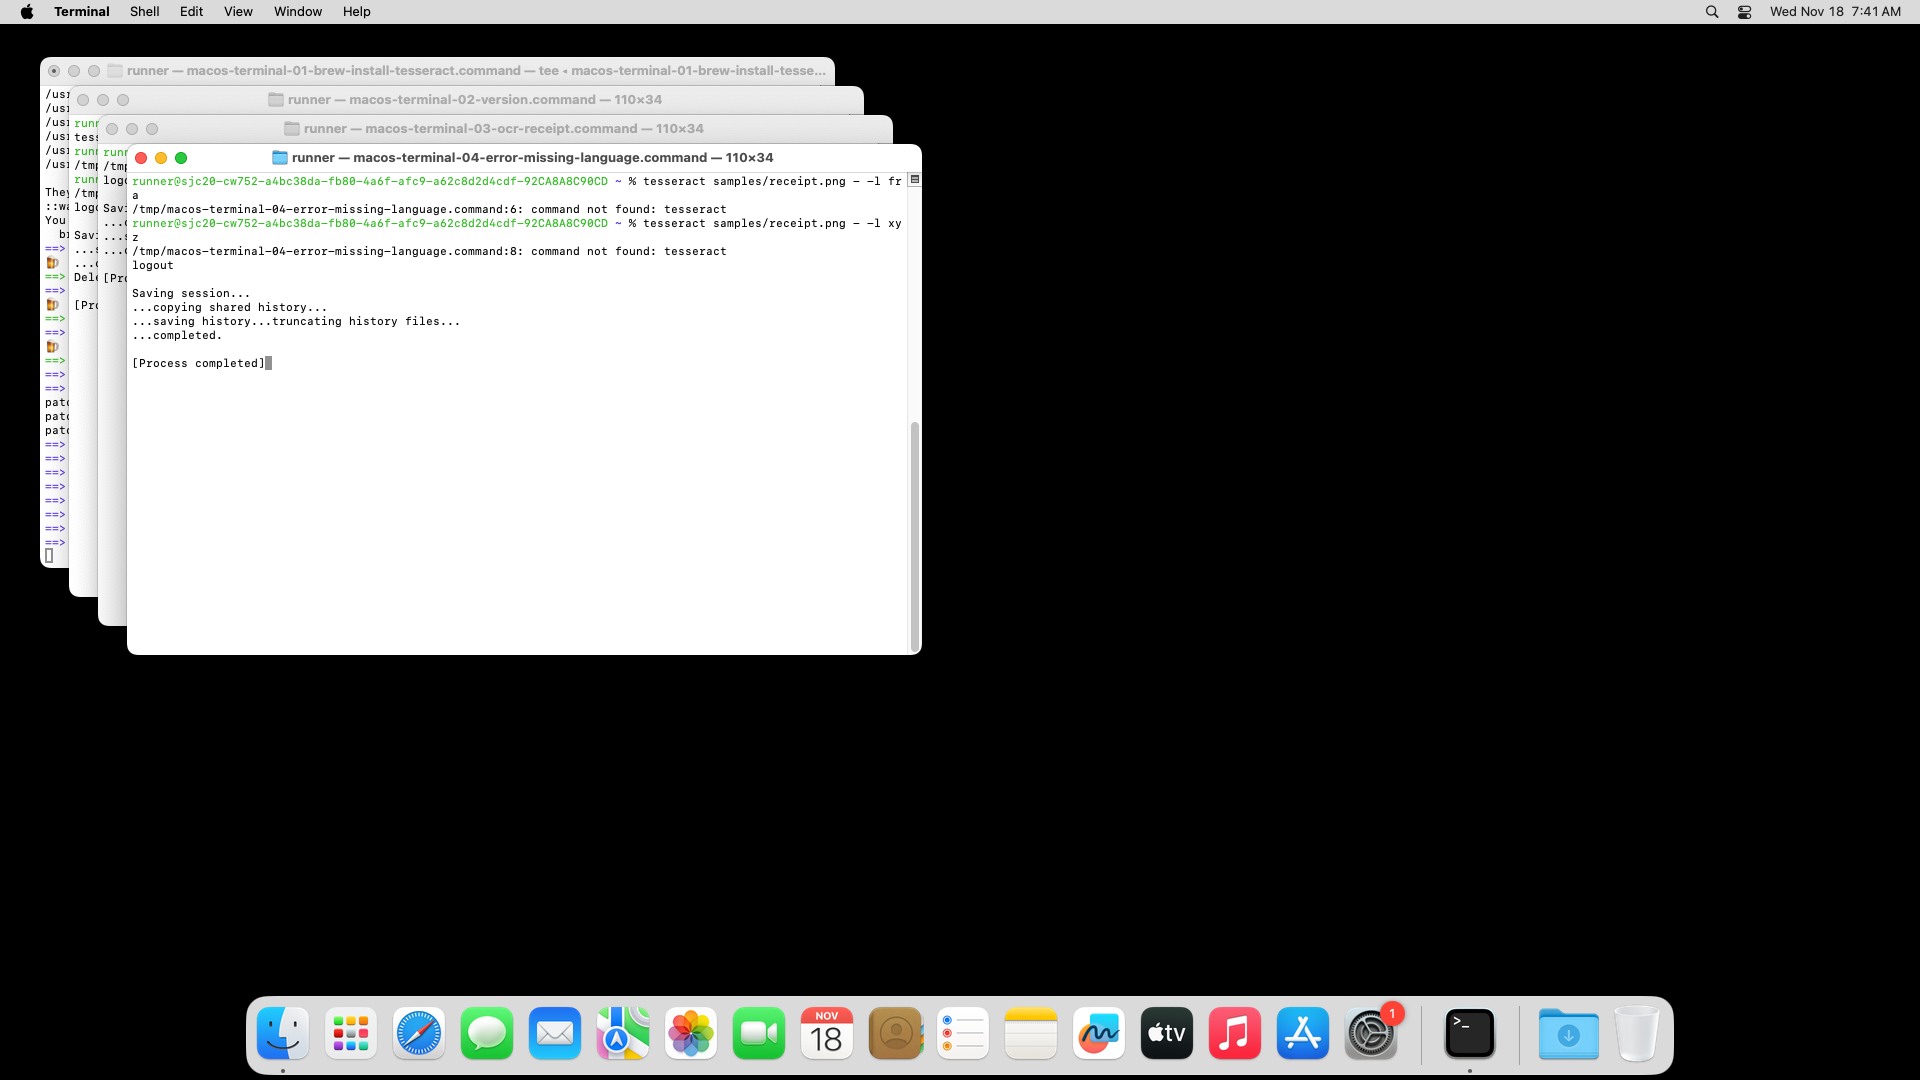 Terminal Shell Edit View Window Help Wed Nov 18 7:41 AM
runner — macos-terminal-01-brew-install-tesseract.command — tee ◂ macos-terminal-01-brew-install-tesse...
runner — macos-terminal-02-version.command — 110×34
runner — macos-terminal-03-ocr-receipt.command — 110×34
runner — macos-terminal-04-error-missing-language.command — 110×34
runner@sjc20-cw752-a4bc38da-fb80-4a6f-afc9-a62c8d2d4cdf-92CA8A8C90CD ~ % tesseract samples/receipt.png - -l fr
a
/tmp/macos-terminal-04-error-missing-language.command:6: command not found: tesseract
runner@sjc20-cw752-a4bc38da-fb80-4a6f-afc9-a62c8d2d4cdf-92CA8A8C90CD ~ % tesseract samples/receipt.png - -l xy
z
/tmp/macos-terminal-04-error-missing-language.command:8: command not found: tesseract
logout
Saving session...
...copying shared history...
...saving history...truncating history files...
...completed.
[Process completed]
They
You
==>
==>
Dele
==>
==>
==>
==>
==>
==>
==>
==>
==>
==>
==>
==>
==>
==>
NOV
18
tv
1
>_